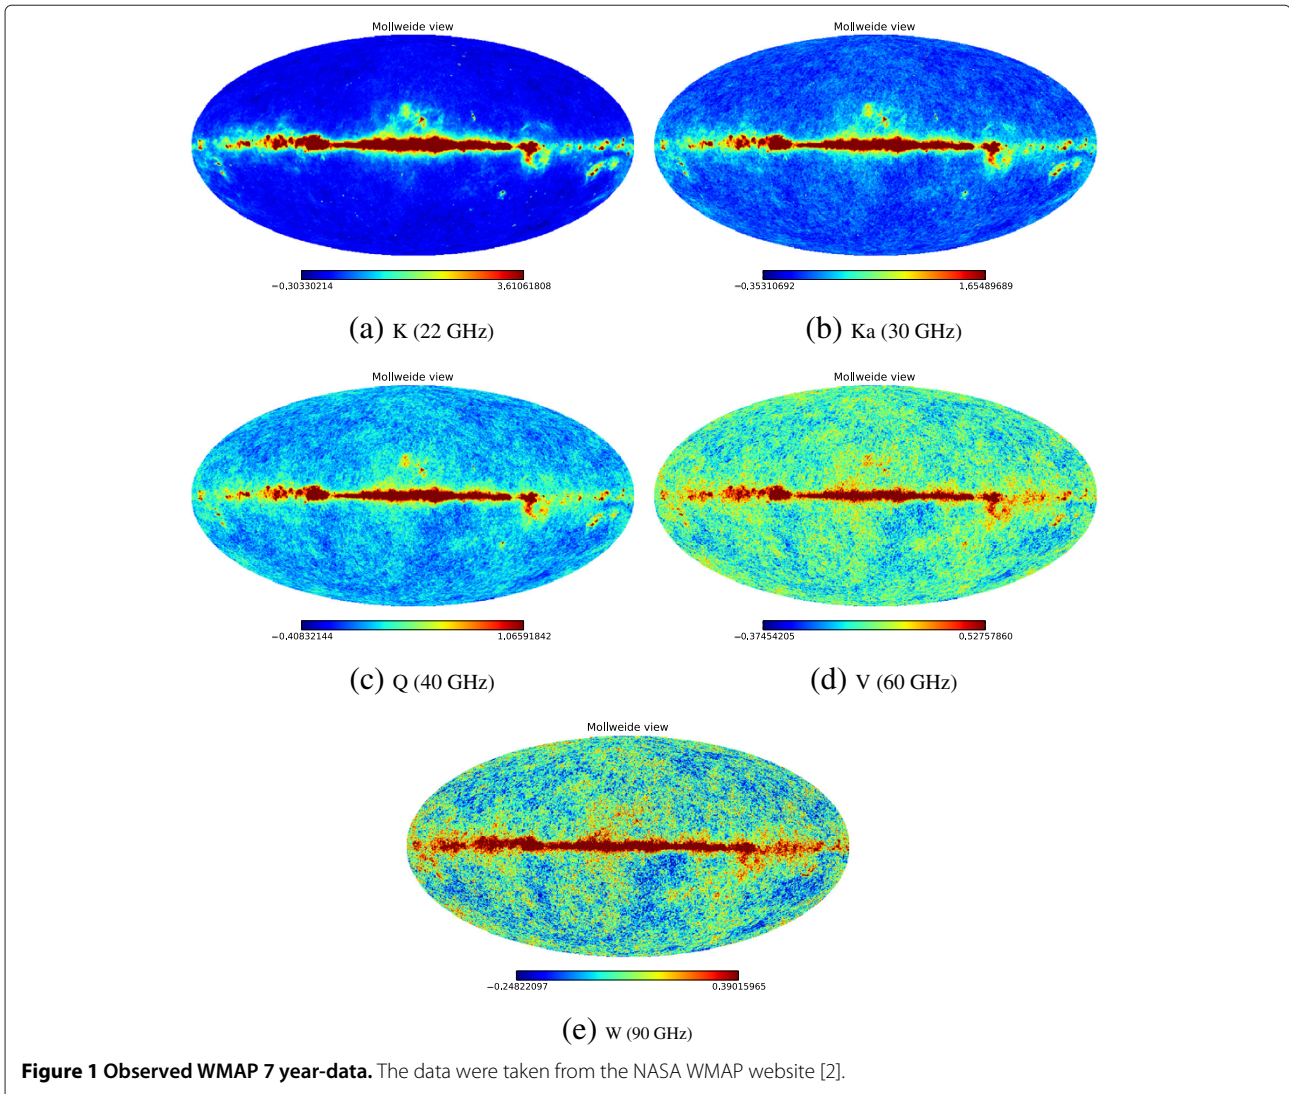 Mollweide view
Mollweide view
−0.30330214 3.61061808
−0.35310692 1.65489689
(a) K (22 GHz)
(b) Ka (30 GHz)
Mollweide view
Mollweide view
−0.40832144 1.06591842
−0.37454205 0.52757860
(c) Q (40 GHz)
(d) V (60 GHz)
Mollweide view
−0.24822097 0.39015965
(e) W (90 GHz)
Figure 1 Observed WMAP 7 year-data. The data were taken from the NASA WMAP website [2].